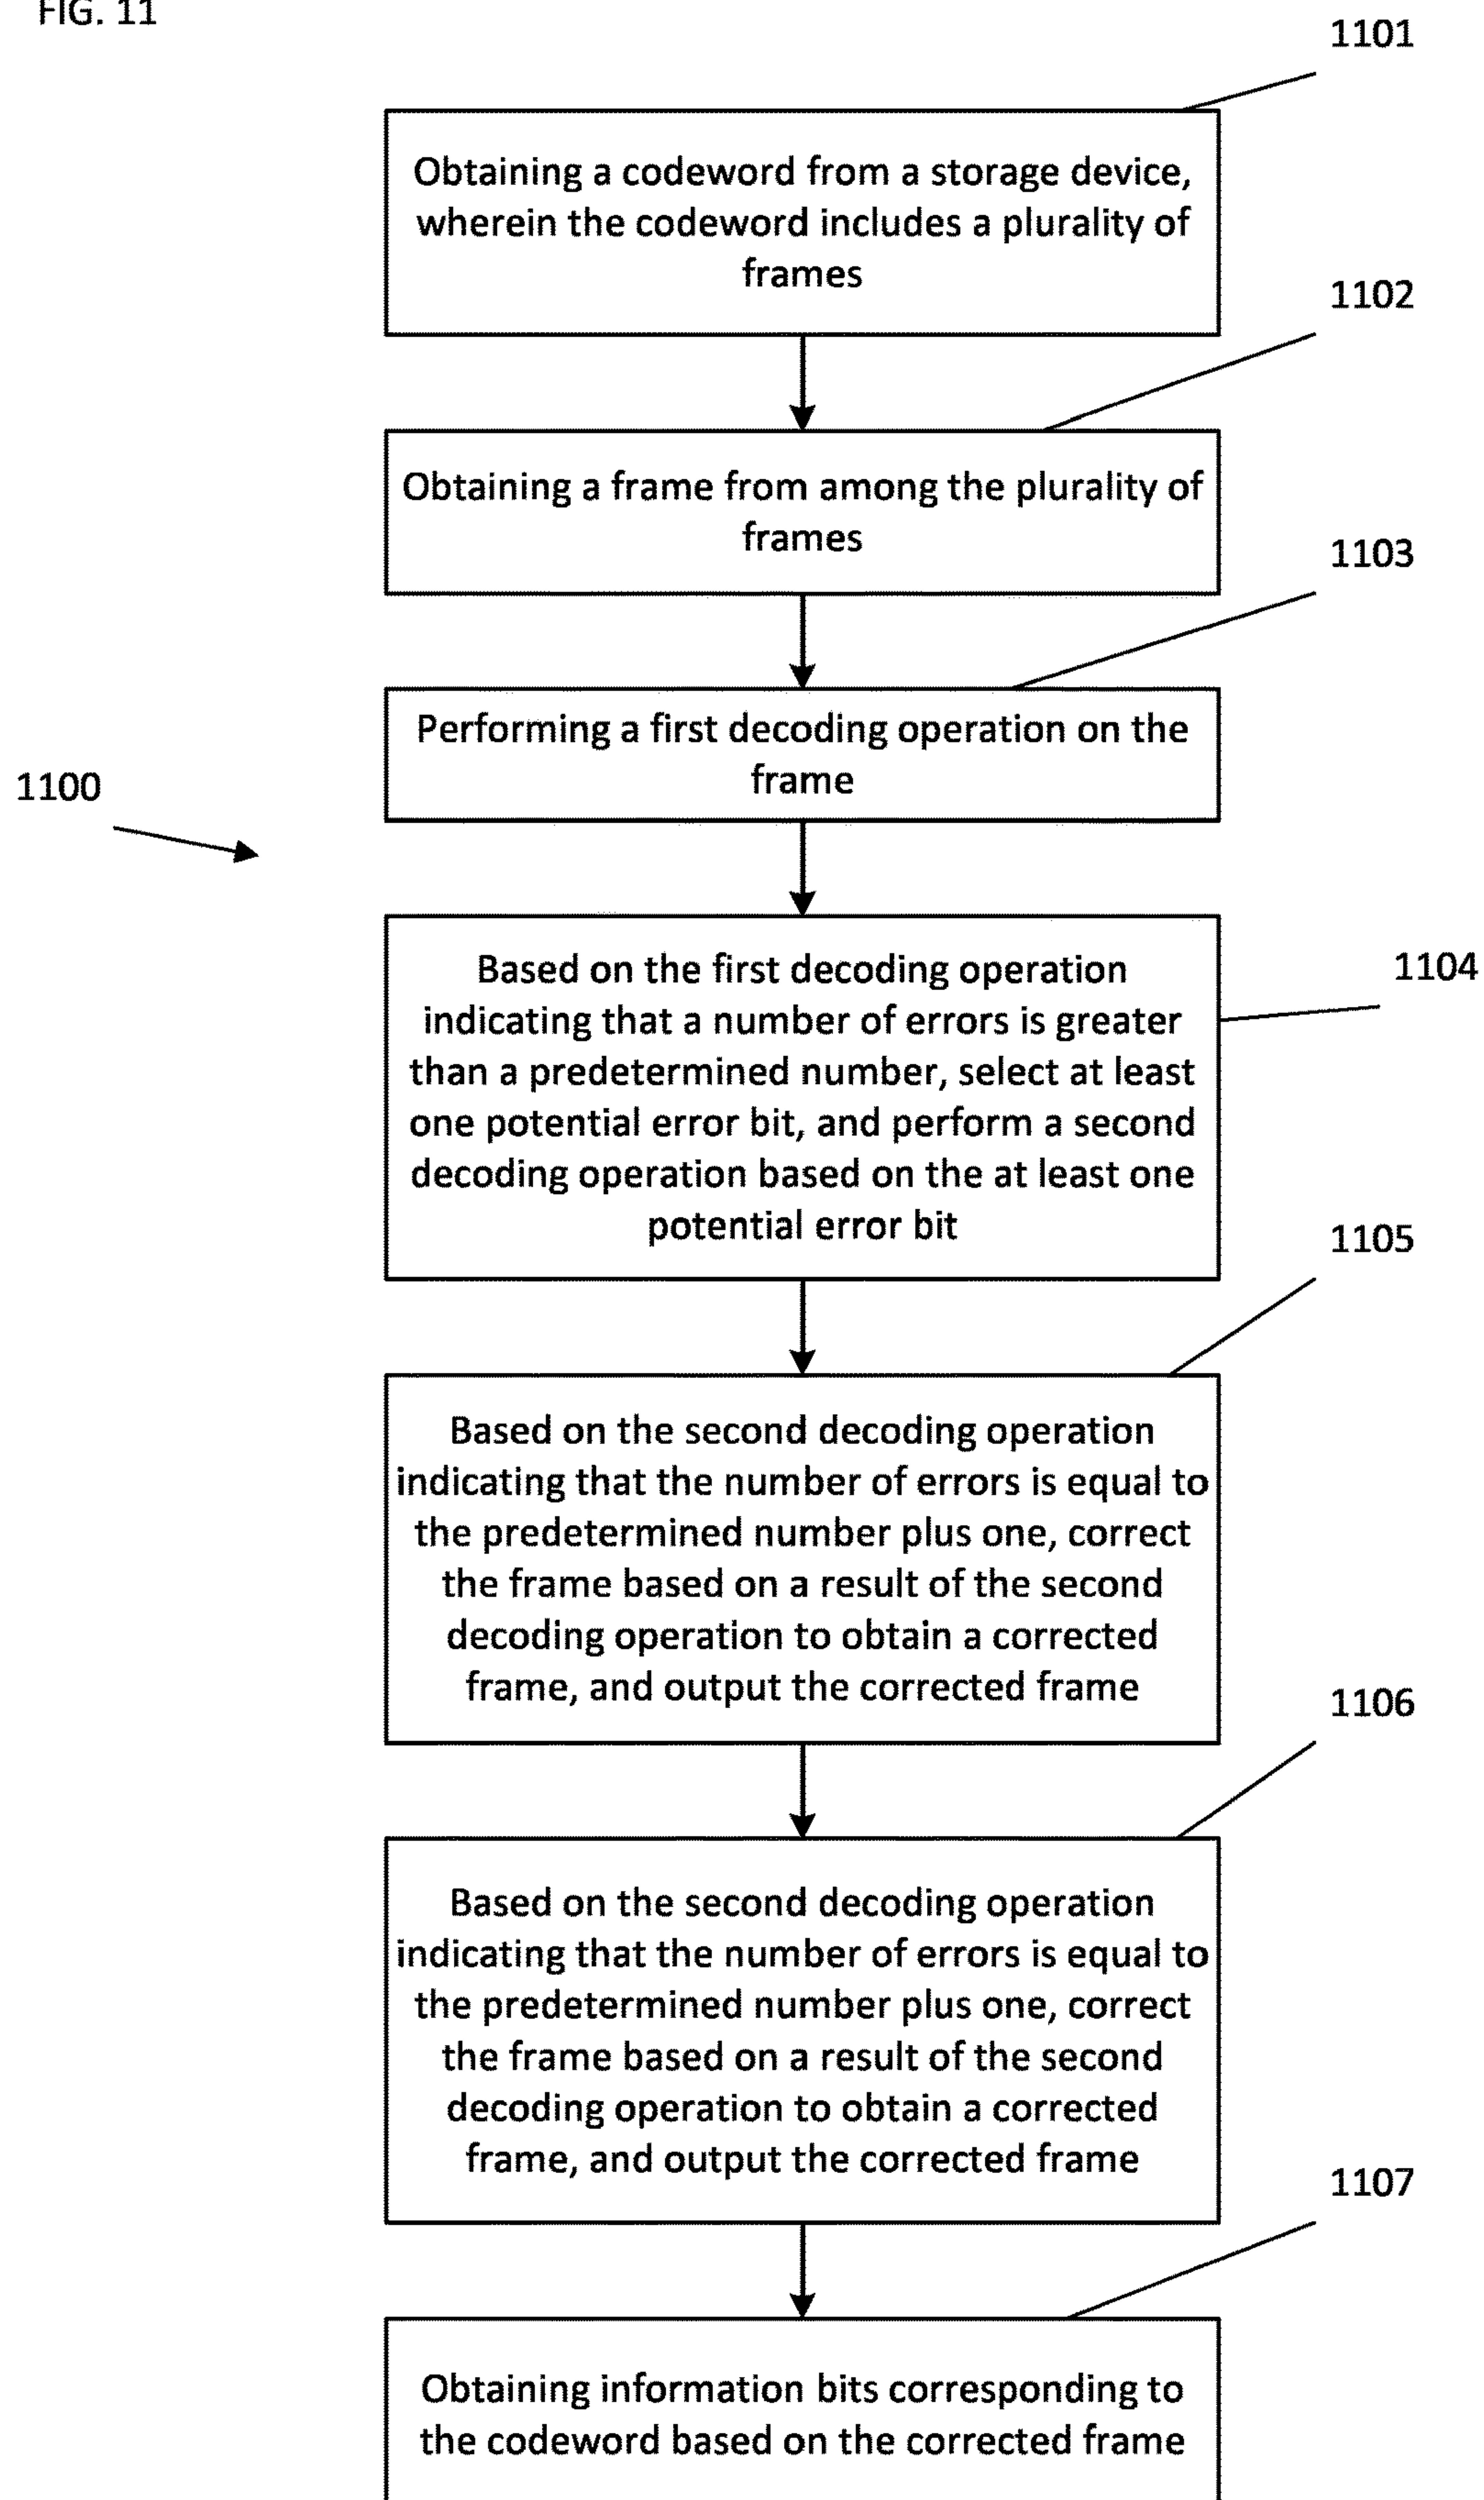 FIG. 11
1101
Obtaining a codeword from a storage device,
wherein the codeword includes a plurality of
frames
1102
Obtaining a frame from among the plurality of
frames
1103
Performing a first decoding operation on the
frame
1100
Based on the first decoding operation
indicating that a number of errors is greater
than a predetermined number, select at least
one potential error bit, and perform a second
decoding operation based on the at least one
potential error bit
1104
1105
Based on the second decoding operation
indicating that the number of errors is equal to
the predetermined number plus one, correct
the frame based on a result of the second
decoding operation to obtain a corrected
frame, and output the corrected frame
1106
Based on the second decoding operation
indicating that the number of errors is equal to
the predetermined number plus one, correct
the frame based on a result of the second
decoding operation to obtain a corrected
frame, and output the corrected frame
1107
Obtaining information bits corresponding to
the codeword based on the corrected frame